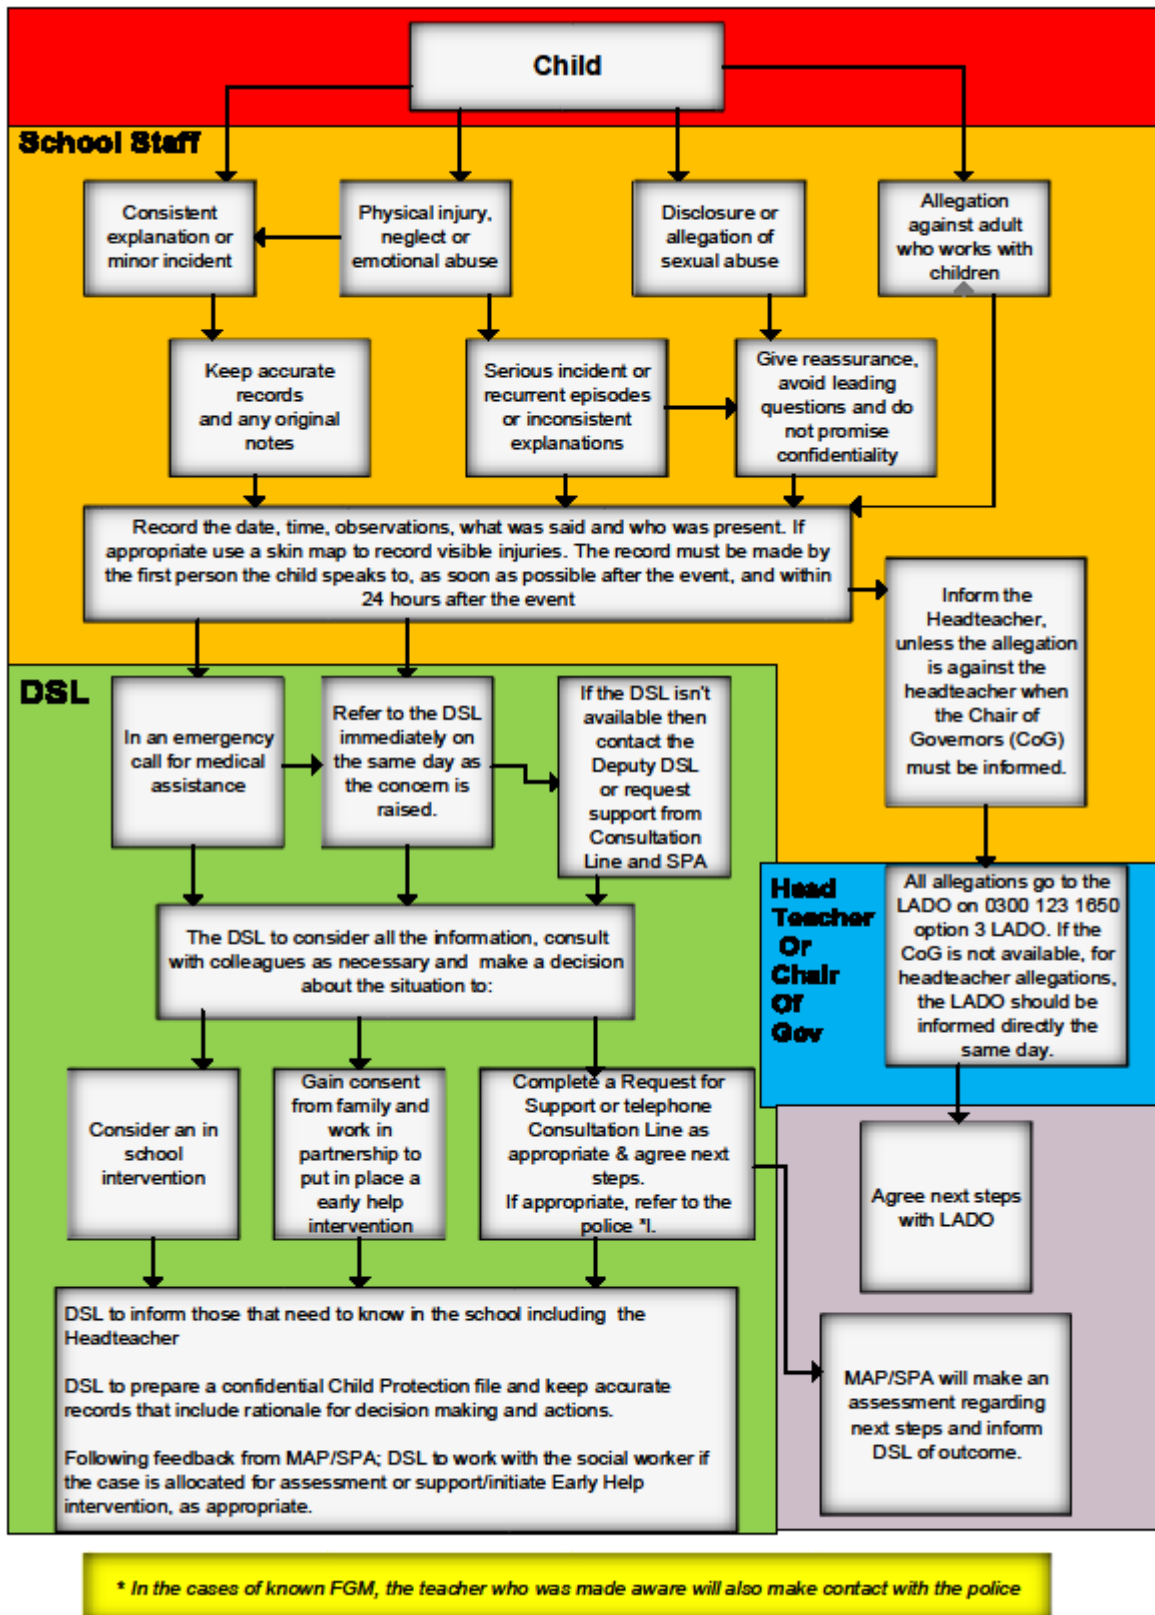 Child
School Staff
Consistent
explanation or
minor incident
Physical injury,
neglect or
emotional abuse
Disclosure or
allegation of
sexual abuse
Allegation
against adult
who works with
children
Keep accurate
records
and any original
notes
Serious incident or
recurrent episodes
or inconsistent
explanations
Give reassurance,
avoid leading
questions and do
not promise
confidentiality
Record the date, time, observations, what was said and who was present. If
appropriate use a skin map to record visible injuries. The record must be made by
the first person the child speaks to, as soon as possible after the event, and within
24 hours after the event
Inform the
Headteacher,
unless the allegation
is against the
headteacher when
the Chair of
Governors (CoG)
must be informed.
DSL
In an emergency
call for medical
assistance
Refer to the DSL
immediately on
the same day as
the concern is
raised.
If the DSL isn't
available then
contact the
Deputy DSL
or request
support from
Consultation
Line and SPA
Head
Teacher
Or
Chair
Of
Gov
All allegations go to the
LADO on 0300 123 1650
option 3 LADO. If the
CoG is not available, for
headteacher allegations,
the LADO should be
informed directly the
same day.
The DSL to consider all the information, consult
with colleagues as necessary and make a decision
about the situation to:
Consider an in
school
intervention
Gain consent
from family and
work in
partnership to
put in place a
early help
intervention
Complete a Request for
Support or telephone
Consultation Line as
appropriate & agree next
steps.
If appropriate, refer to the
police *I.
Agree next steps
with LADO
DSL to inform those that need to know in the school including the
Headteacher
DSL to prepare a confidential Child Protection file and keep accurate
records that include rationale for decision making and actions.
Following feedback from MAP/SPA; DSL to work with the social worker if
the case is allocated for assessment or support/initiate Early Help
intervention, as appropriate.
MAP/SPA will make an
assessment regarding
next steps and inform
DSL of outcome.
* In the cases of known FGM, the teacher who was made aware will also make contact with the police